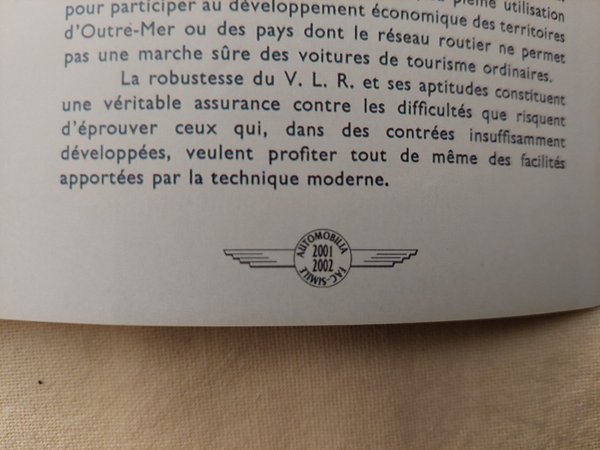 pleine utilisation
pour participer au développement économique des territoires
d'Outre-Mer ou des pays dont le réseau routier ne permet
pas une marche sûre des voitures de tourisme ordinaires.
La robustesse du V. L. R. et ses aptitudes constituent
une véritable assurance contre les difficultés que risquent
d'éprouver ceux qui, dans des contrées insuffisamment
développées, veulent profiter tout de même des facilités
apportées par la technique moderne.
AUTOMOBILIA
2001
2002
FAC-SIMILE